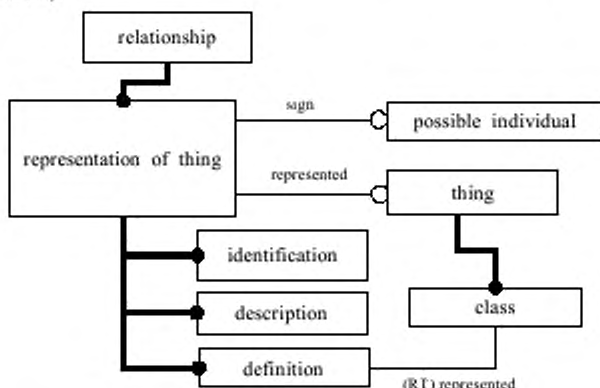 relationship
sign
possible individual
representation of thing
represented
thing
identification
description
class
definition
(RT) represented